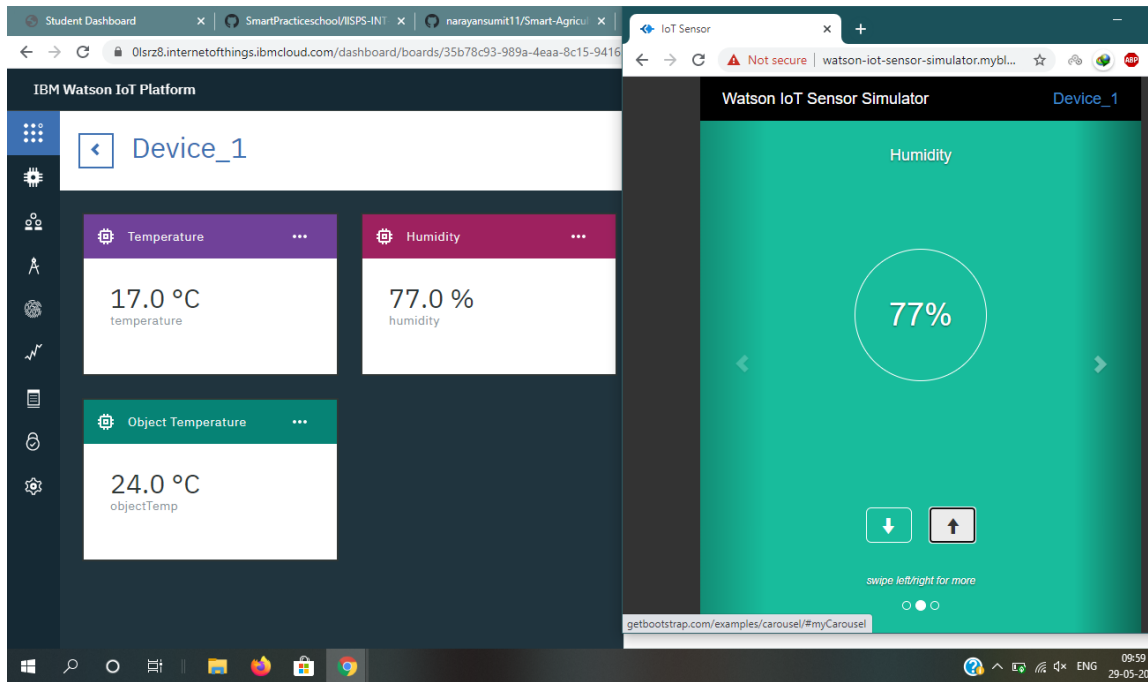 Student Dashboard
SmartPracticeschool/IISPS-INT-
narayansumit11/Smart-Agricul
0lsrz8.internetofthings.ibmcloud.com/dashboard/boards/35b78c93-989a-4eaa-8c15-9416
IBM Watson IoT Platform
Device_1
Temperature
17.0 °C
temperature
Humidity
77.0 %
humidity
Object Temperature
24.0 °C
objectTemp
IoT Sensor
Not secure
watson-iot-sensor-simulator.mybl...
ABP
Watson IoT Sensor Simulator
Device_1
Humidity
77%
swipe left/right for more
getbootstrap.com/examples/carousel/#myCarousel
ENG
09:59
29-05-20